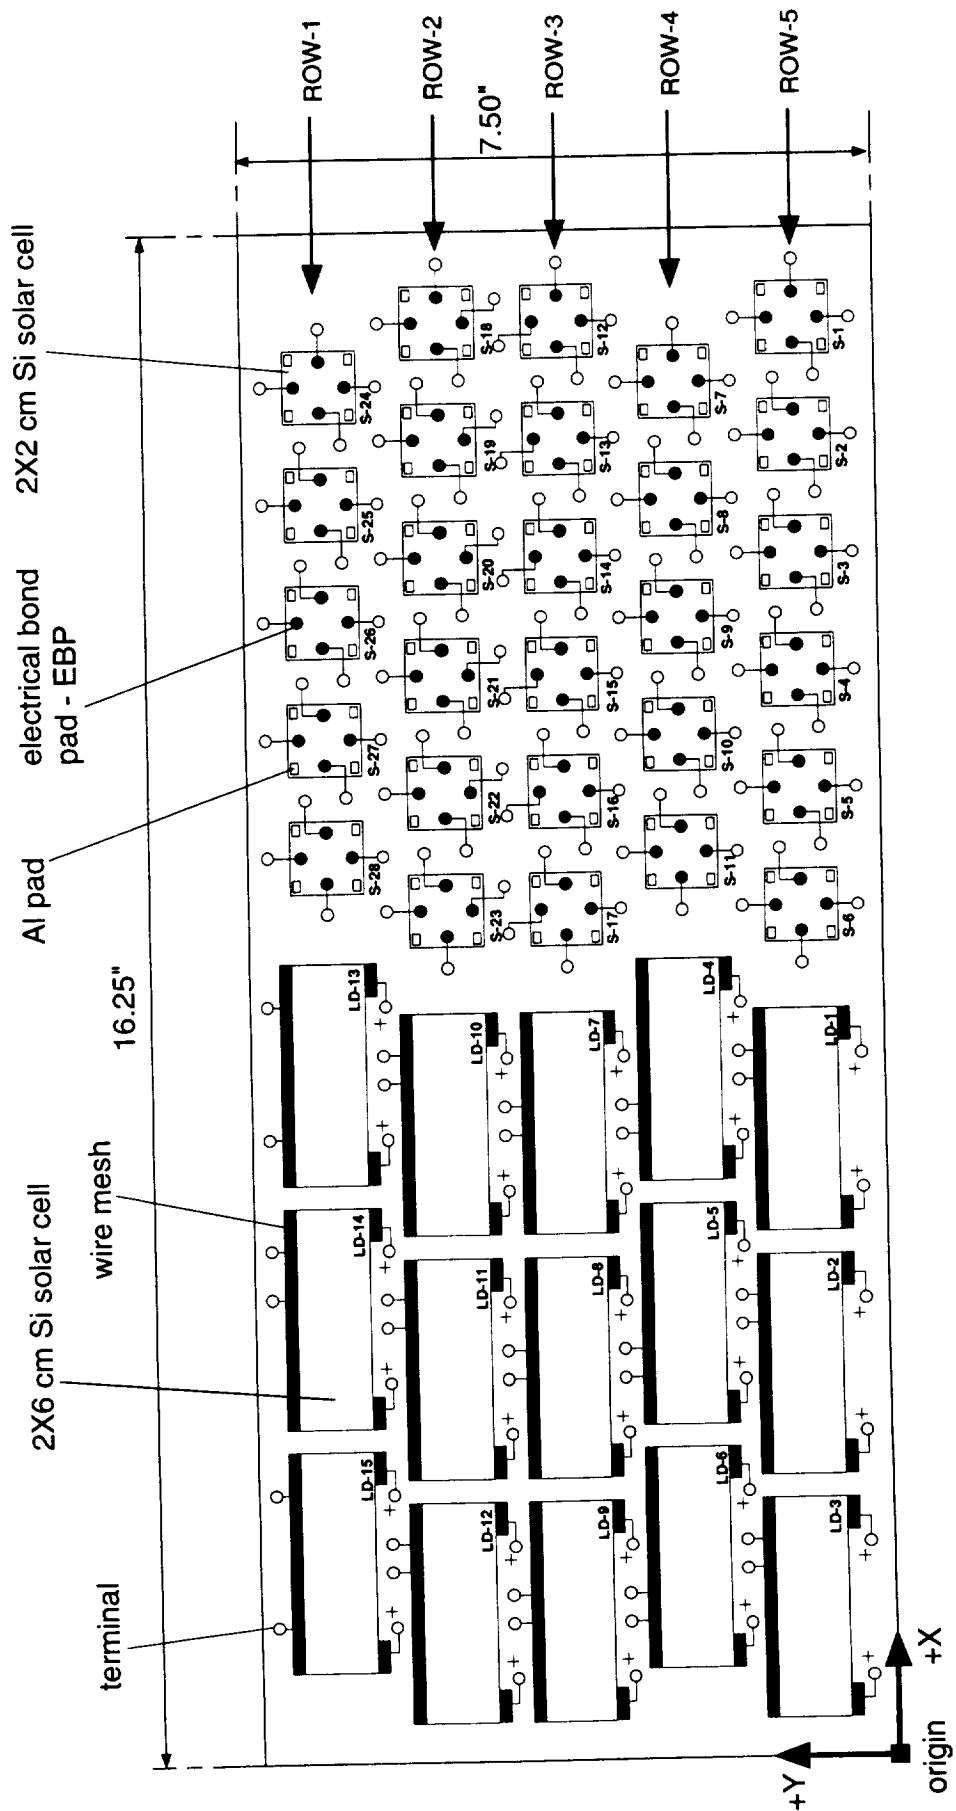 terminal
2X6 cm Si solar cell
wire mesh
16.25"
Al pad
electrical bond
pad - EBP
2X2 cm Si solar cell
7.50"
ROW-1
LD-15
LD-14
LD-13
S-28
S-27
S-26
S-25
S-24
ROW-2
LD-12
LD-11
LD-10
S-23
S-22
S-21
S-20
S-19
S-18
ROW-3
LD-9
LD-8
LD-7
S-17
S-16
S-15
S-14
S-13
S-12
ROW-4
LD-6
LD-5
LD-4
S-11
S-10
S-9
S-8
S-7
ROW-5
LD-3
LD-2
LD-1
S-6
S-5
S-4
S-3
S-2
S-1
+Y
origin
+X